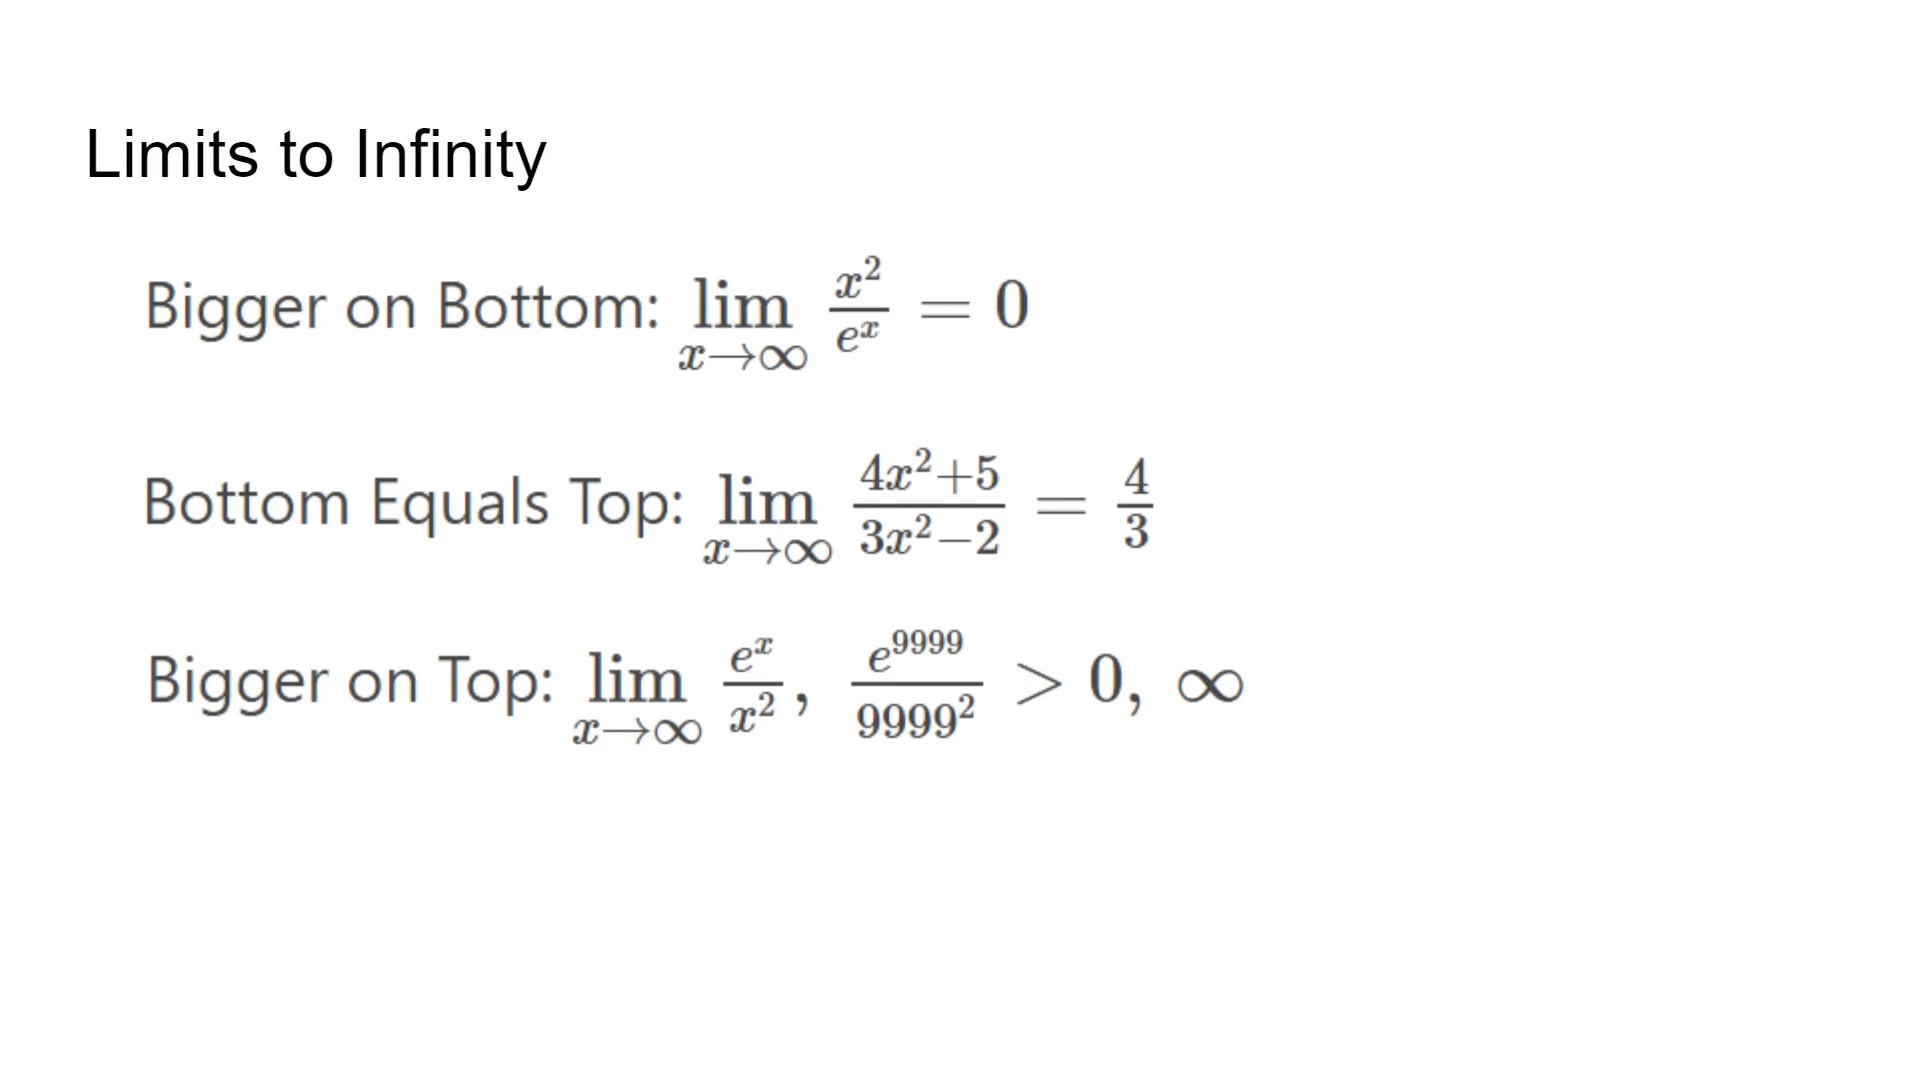 Limits to Infinity
Bigger on Bottom: lim x→∞ x²/eˣ = 0
Bottom Equals Top: lim x→∞ 4x²+5/3x²−2 = 4/3
Bigger on Top: lim x→∞ eˣ/x², e⁹⁹⁹⁹/9999² > 0, ∞